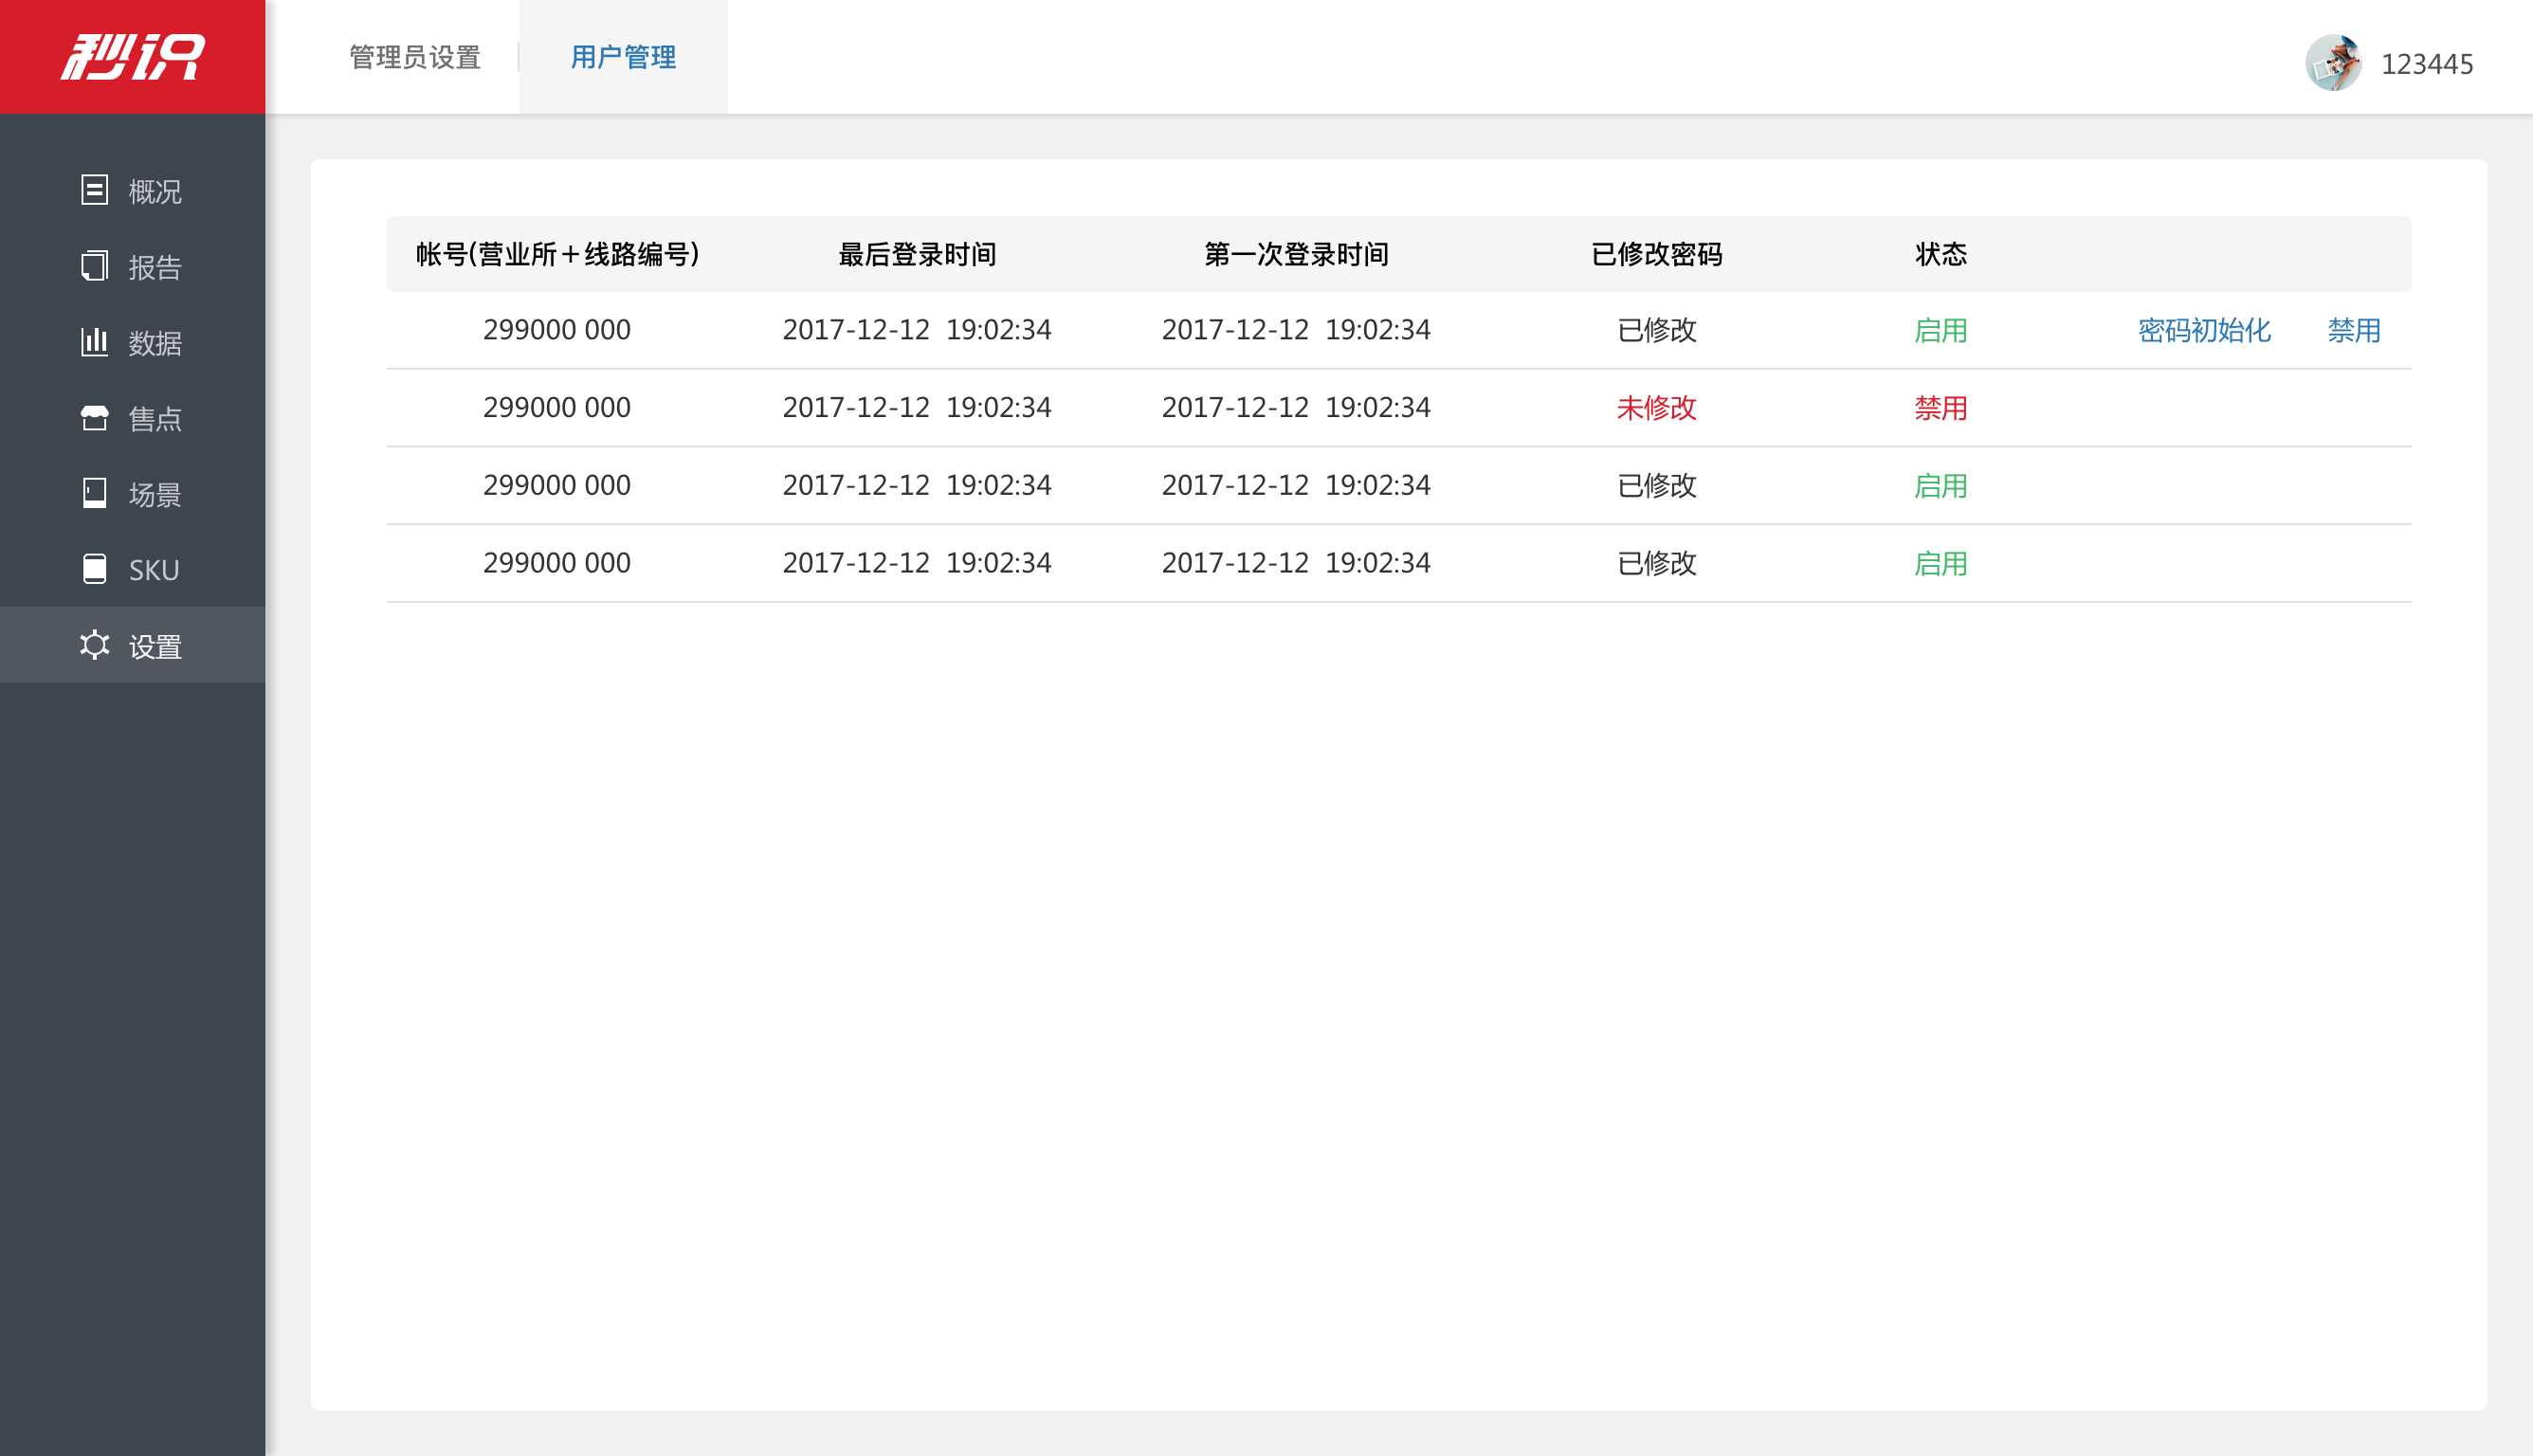 秒识
管理员设置 用户管理 123445
概况
报告
数据
售点
场景
SKU
设置
帐号(营业所+线路编号) 最后登录时间 第一次登录时间 已修改密码 状态
299000 000 2017-12-12 19:02:34 2017-12-12 19:02:34 已修改 启用 密码初始化 禁用
299000 000 2017-12-12 19:02:34 2017-12-12 19:02:34 未修改 禁用
299000 000 2017-12-12 19:02:34 2017-12-12 19:02:34 已修改 启用
299000 000 2017-12-12 19:02:34 2017-12-12 19:02:34 已修改 启用